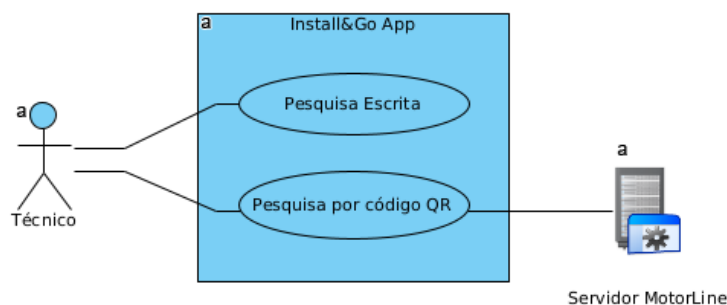 a
Install&Go App
Pesquisa Escrita
a
Técnico
Pesquisa por código QR
a
Servidor MotorLine